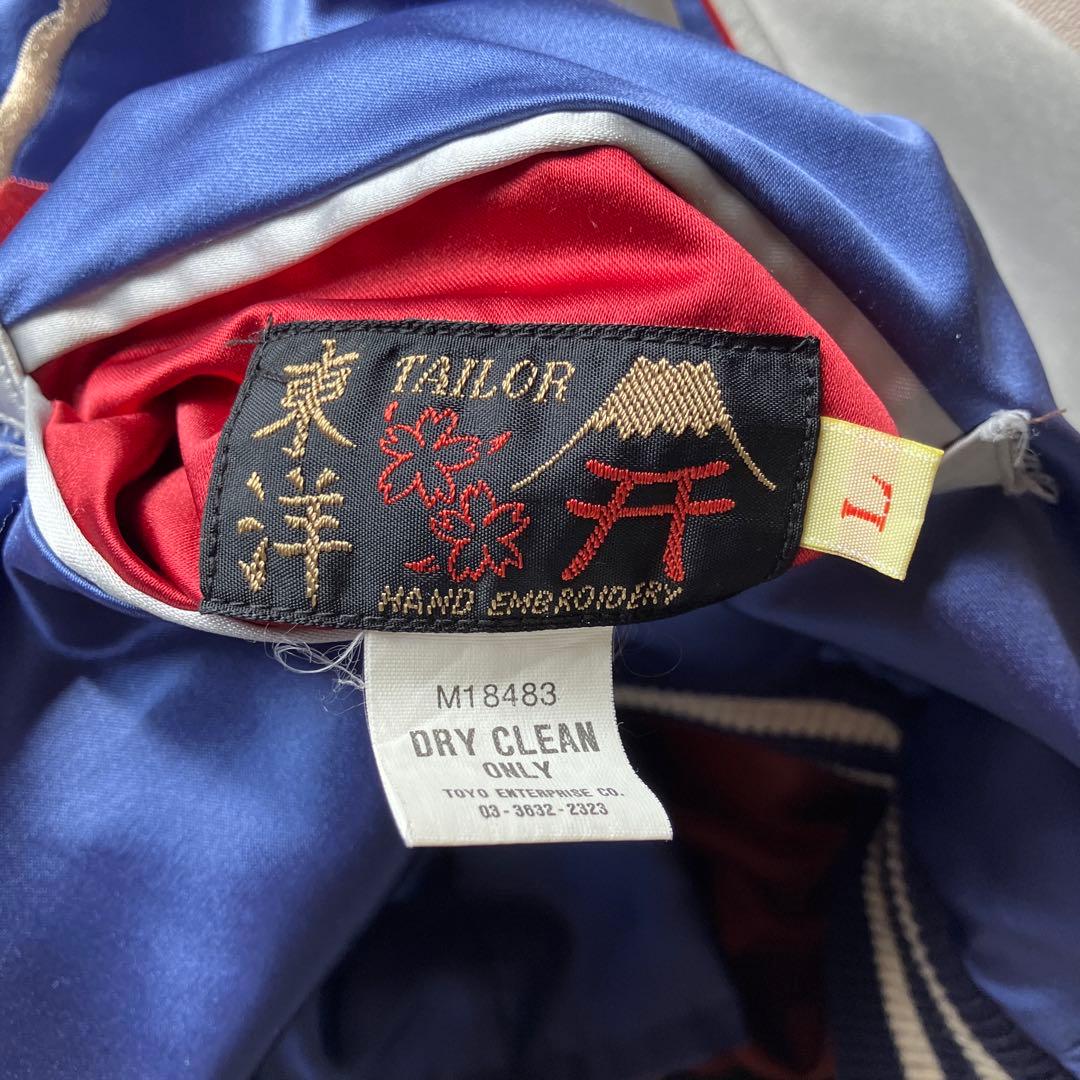 東洋
TAILOR
HAND EMBROIDERY
L
M18483
DRY CLEAN
ONLY
TOYO ENTERPRISE CO.
03-3632-2323